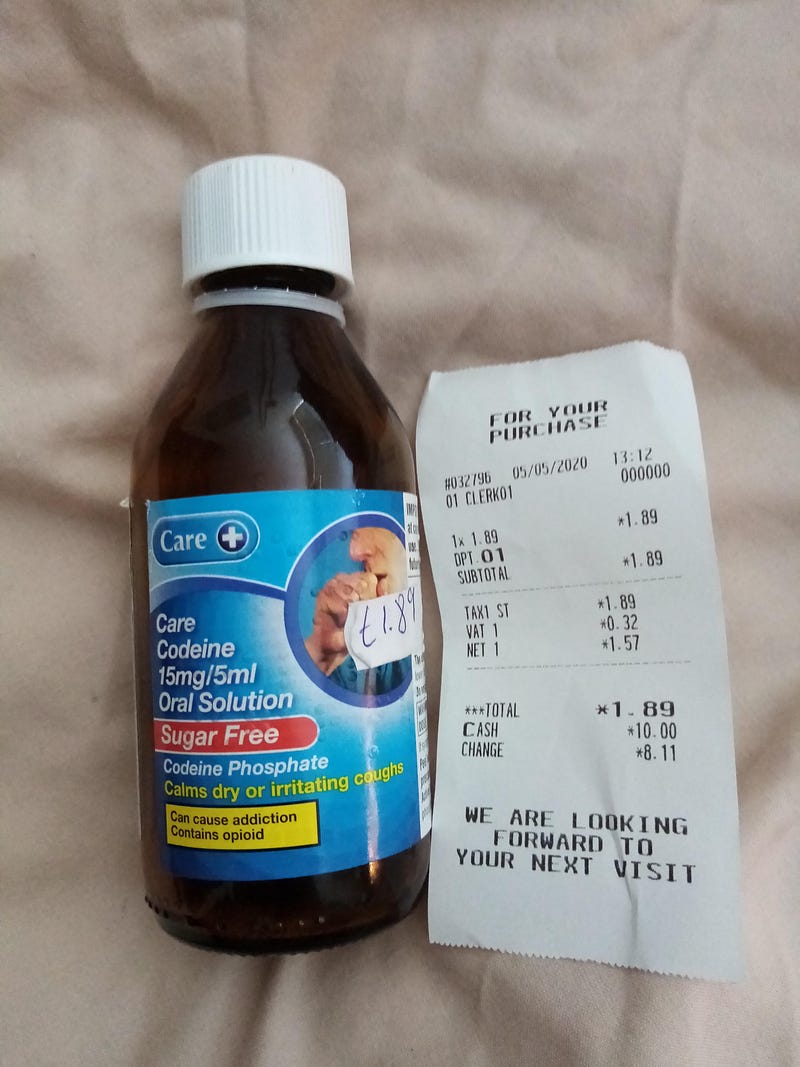 Care
Care
Codeine
15mg/5ml
Oral Solution
Sugar Free
Codeine Phosphate
Calms dry or irritating coughs
Can cause addiction
Contains opioid
£1.89
FOR YOUR
PURCHASE
#032796 05/05/2020 13:12
01 CLERK01 000000
1x 1.89 *1.89
DPT.01
SUBTOTAL *1.89
TAX1 ST *1.89
VAT 1 *0.32
NET 1 *1.57
***TOTAL *1.89
CASH *10.00
CHANGE *8.11
WE ARE LOOKING
FORWARD TO
YOUR NEXT VISIT